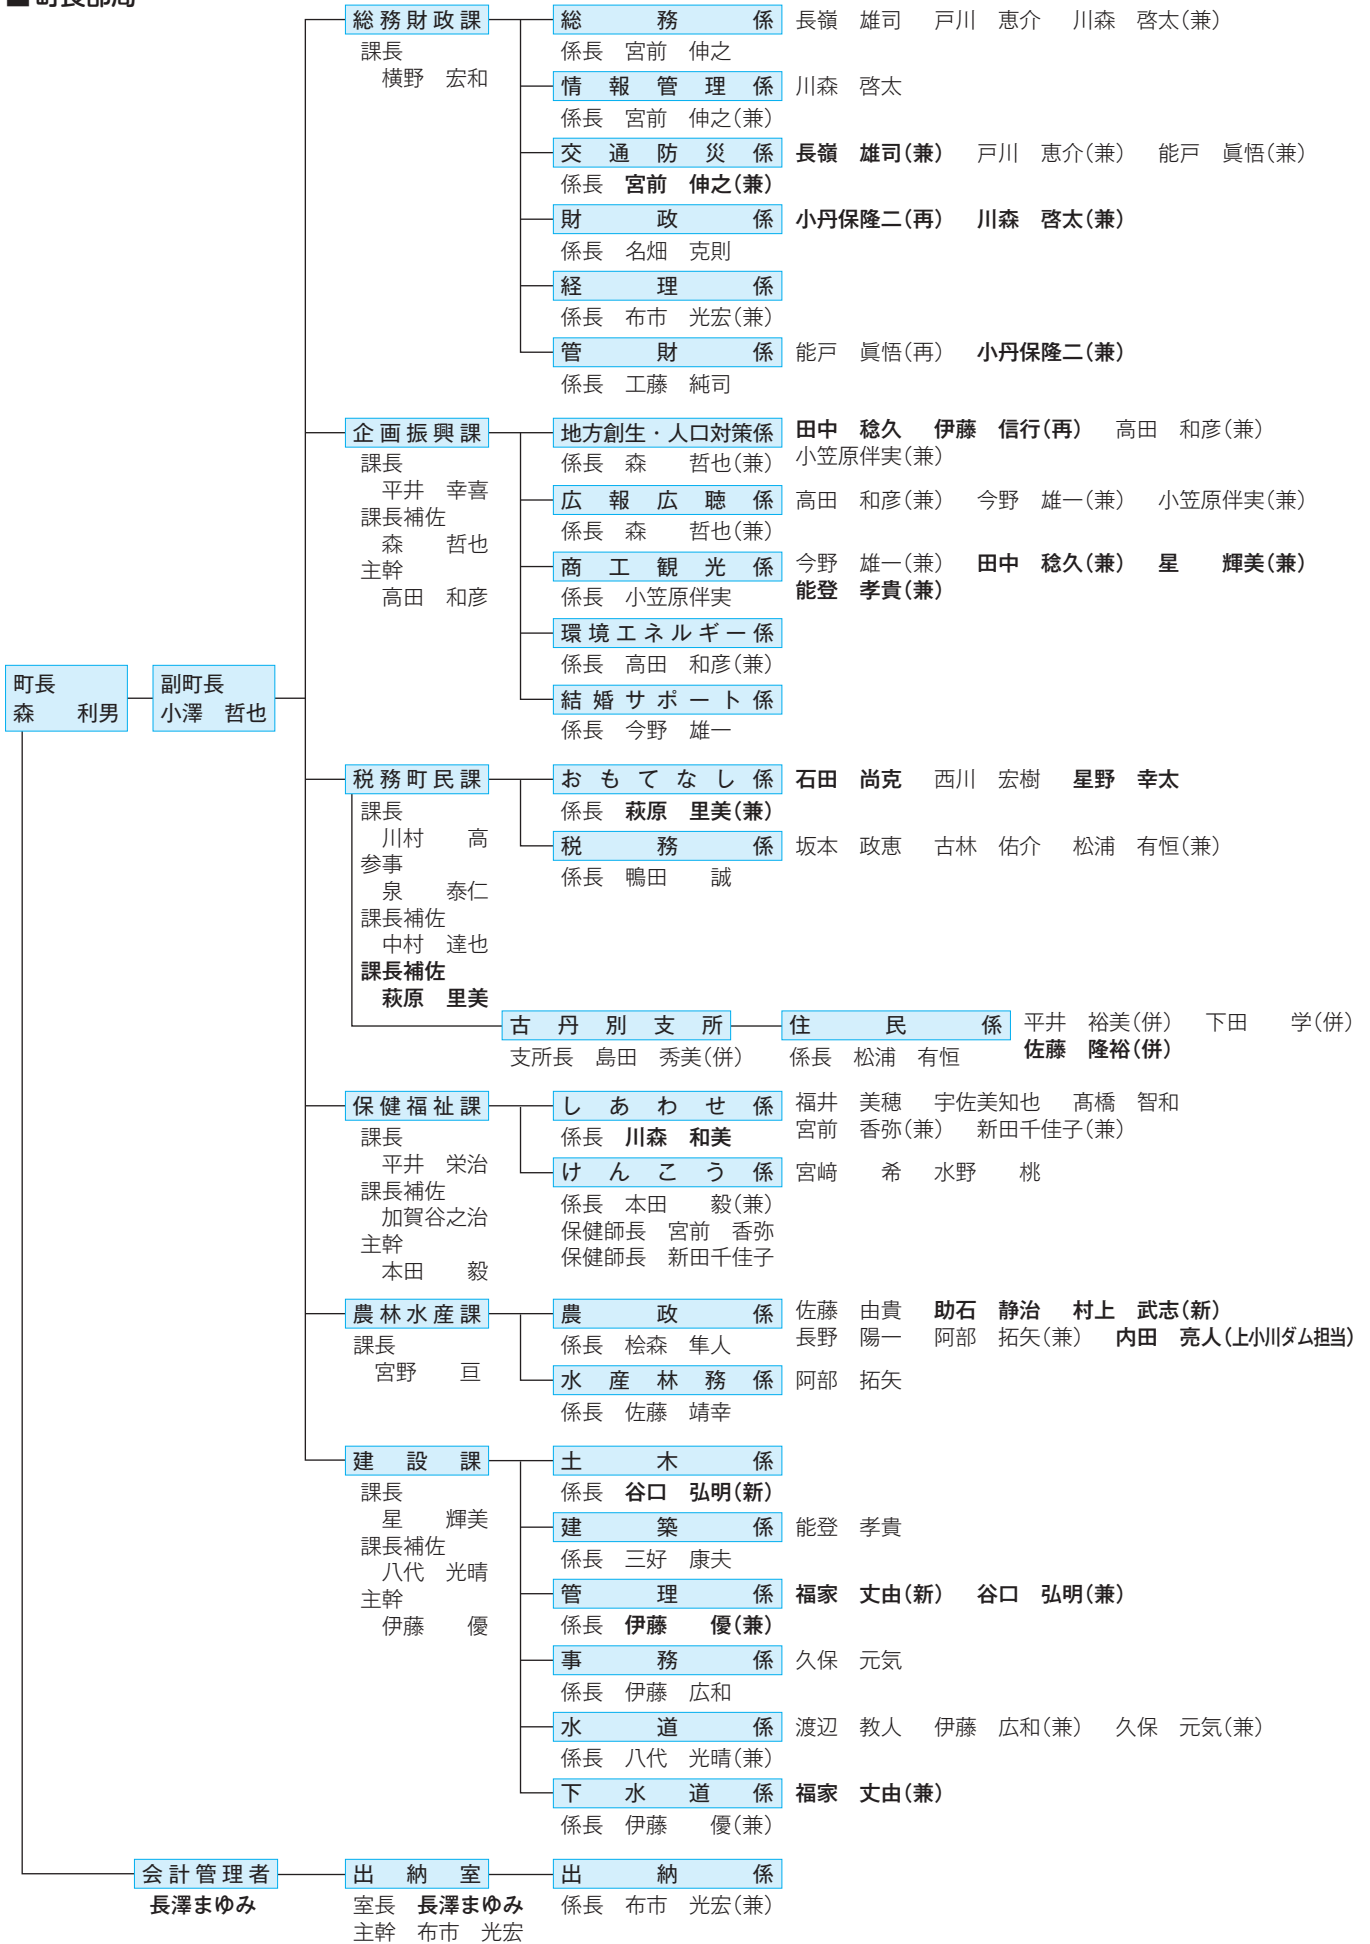 ■町長部局
総務財政課
課長
横野　宏和
総務係　長嶺　雄司　戸川　恵介　川森　啓太(兼)
係長　宮前　伸之
情報管理係　川森　啓太
係長　宮前　伸之(兼)
交通防災係　長嶺　雄司(兼)　戸川　恵介(兼)　能戸　眞悟(兼)
係長　宮前　伸之(兼)
財政係　小丹保隆二(再)　川森　啓太(兼)
係長　名畑　克則
経理係
係長　布市　光宏(兼)
管財係　能戸　眞悟(再)　小丹保隆二(兼)
係長　工藤　純司
企画振興課
課長
平井　幸喜
課長補佐
森　　哲也
主幹
高田　和彦
地方創生・人口対策係　田中　稔久　伊藤　信行(再)　高田　和彦(兼)
小笠原伴実(兼)
係長　森　　哲也(兼)
広報広聴係　高田　和彦(兼)　今野　雄一(兼)　小笠原伴実(兼)
係長　森　　哲也(兼)
商工観光係　今野　雄一(兼)　田中　稔久(兼)　星　　輝美(兼)
能登　孝貴(兼)
係長　小笠原伴実
環境エネルギー係
係長　高田　和彦(兼)
結婚サポート係
係長　今野　雄一
町長
森　　利男
副町長
小澤　哲也
税務町民課
課長
川村　　高
参事
泉　　泰仁
課長補佐
中村　達也
課長補佐
萩原　里美
おもてなし係　石田　尚克　西川　宏樹　星野　幸太
係長　萩原　里美(兼)
税務係　坂本　政恵　古林　佑介　松浦　有恒(兼)
係長　鴨田　　誠
古丹別支所
支所長　島田　秀美(併)
住民係　平井　裕美(併)　下田　　学(併)
佐藤　隆裕(併)
係長　松浦　有恒
保健福祉課
課長
平井　栄治
課長補佐
加賀谷之治
主幹
本田　　毅
しあわせ係　福井　美穂　宇佐美知也　髙橋　智和
宮前　香弥(兼)　新田千佳子(兼)
係長　川森　和美
けんこう係　宮﨑　　希　水野　　桃
係長　本田　　毅(兼)
保健師長　宮前　香弥
保健師長　新田千佳子
農林水産課
課長
宮野　　亘
農政係　佐藤　由貴　助石　静治　村上　武志(新)
長野　陽一　阿部　拓矢(兼)　内田　亮人(上小川ダム担当)
係長　桧森　隼人
水産林務係　阿部　拓矢
係長　佐藤　靖幸
建設課
課長
星　　輝美
課長補佐
八代　光晴
主幹
伊藤　　優
土木係
係長　谷口　弘明(新)
建築係　能登　孝貴
係長　三好　康夫
管理係　福家　丈由(新)　谷口　弘明(兼)
係長　伊藤　　優(兼)
事務係　久保　元気
係長　伊藤　広和
水道係　渡辺　教人　伊藤　広和(兼)　久保　元気(兼)
係長　八代　光晴(兼)
下水道係　福家　丈由(兼)
係長　伊藤　　優(兼)
会計管理者
長澤まゆみ
出納室
室長　長澤まゆみ
主幹　布市　光宏
出納係
係長　布市　光宏(兼)